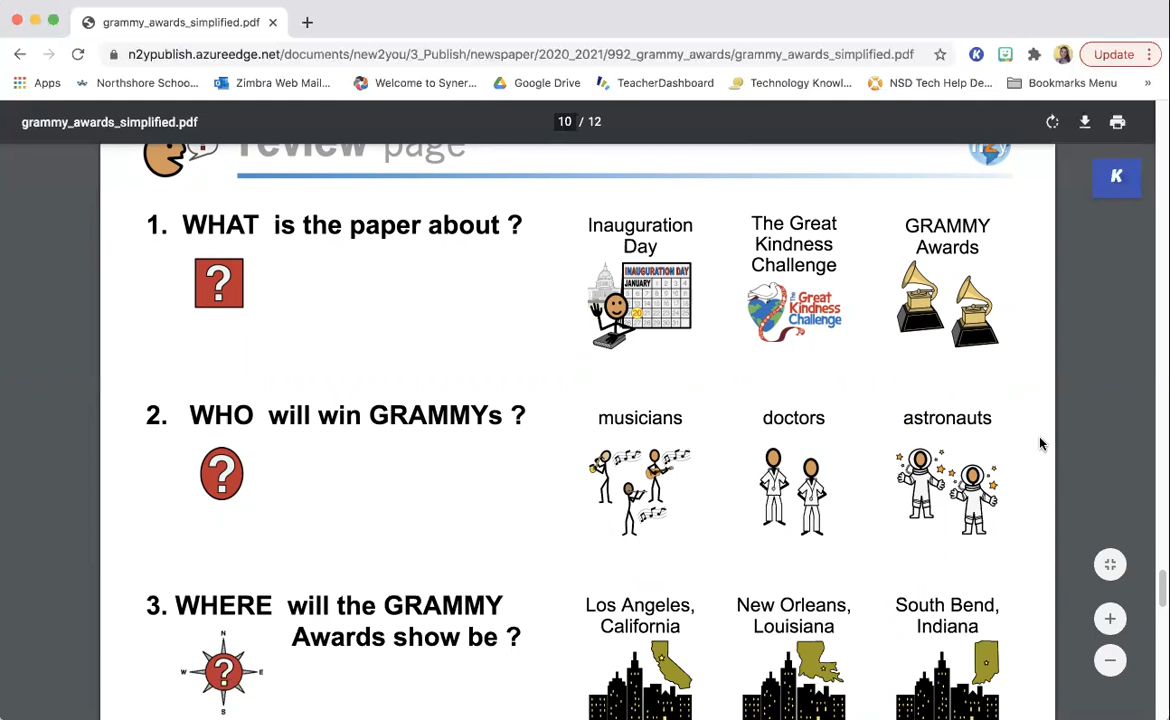 grammy_awards_simplified.pdf
n2ypublish.azureedge.net/documents/new2you/3_Publish/newspaper/2020_2021/992_grammy_awards/grammy_awards_simplified.pdf
Update
Apps Northshore Schoo... Zimbra Web Mail... Welcome to Syner... Google Drive TeacherDashboard Technology Knowl... NSD Tech Help De... Bookmarks Menu »
grammy_awards_simplified.pdf 10 / 12
review page
K
1. WHAT is the paper about ?
?
Inauguration
Day
INAUGURATION DAY
JANUARY
20
The Great
Kindness
Challenge
The Great
Kindness
Challenge
GRAMMY
Awards
2. WHO will win GRAMMYs ?
?
musicians
doctors
astronauts
3. WHERE will the GRAMMY
Awards show be ?
N
W ? E
S
Los Angeles,
California
New Orleans,
Louisiana
South Bend,
Indiana